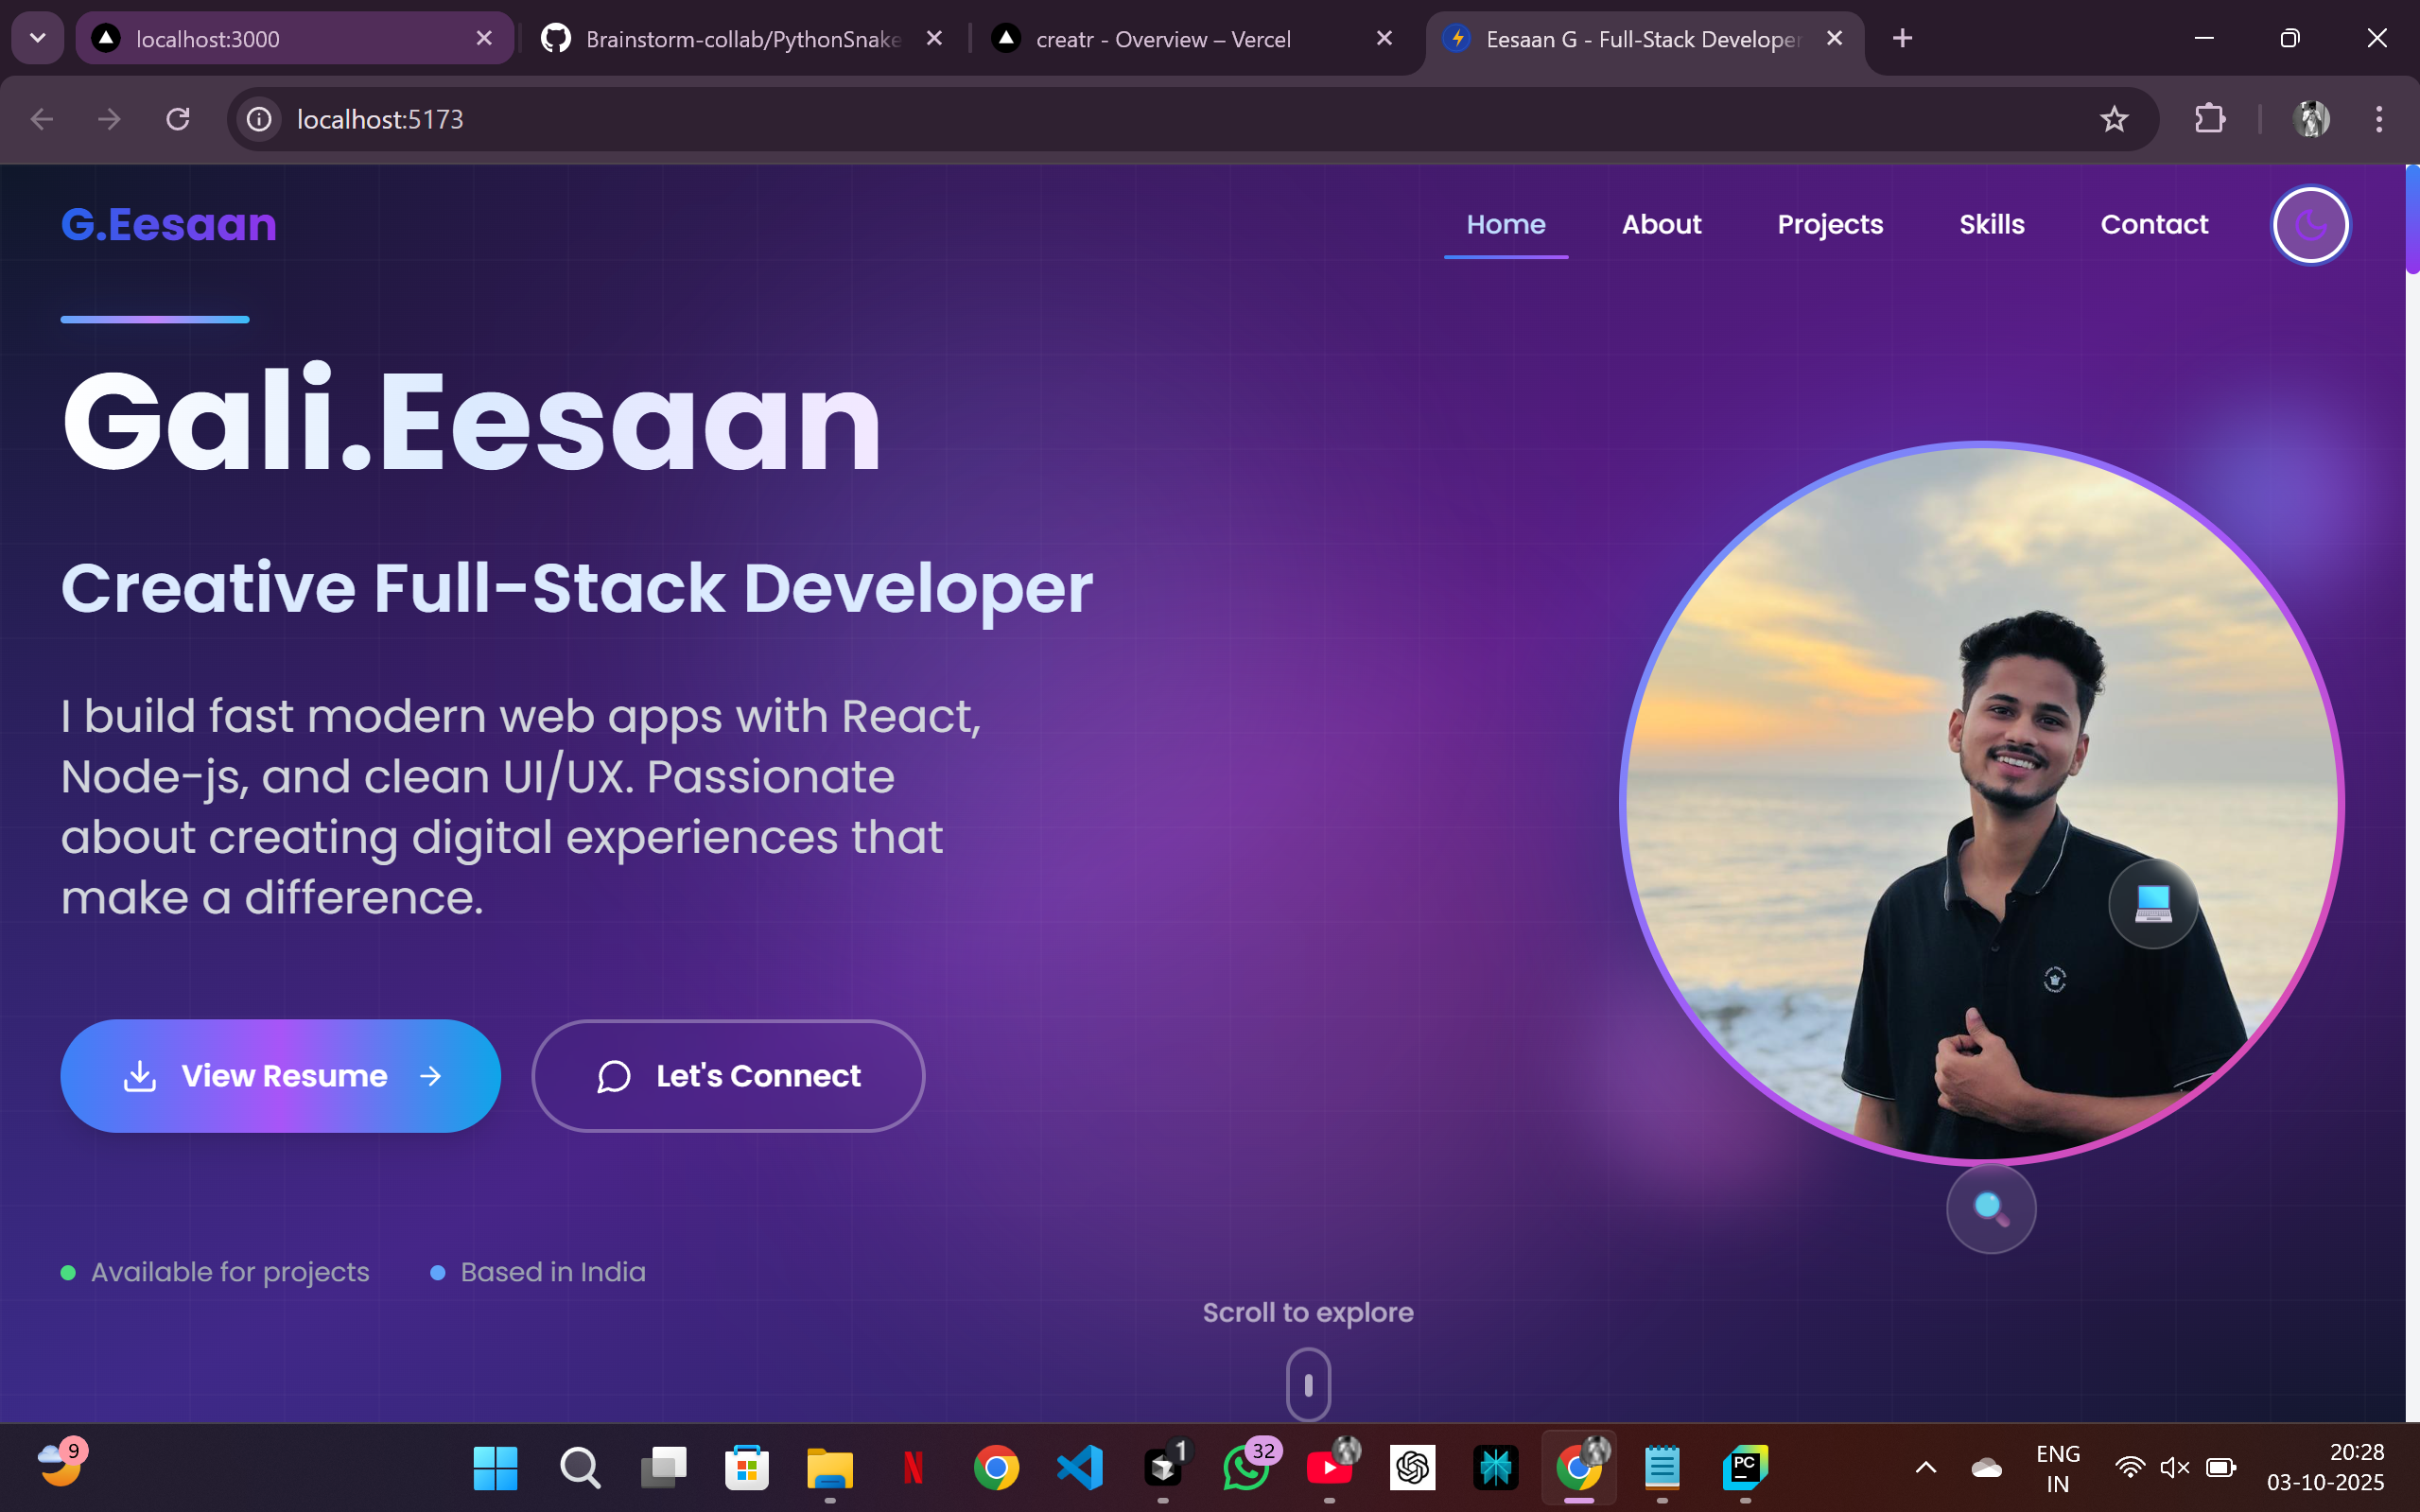 localhost:3000
Brainstorm-collab/PythonSnake
creatr - Overview – Vercel
Eesaan G - Full-Stack Developer
localhost:5173
G.Eesaan
Home
About
Projects
Skills
Contact
Gali.Eesaan
Creative Full-Stack Developer
I build fast modern web apps with React,
Node-js, and clean UI/UX. Passionate
about creating digital experiences that
make a difference.
View Resume
Let's Connect
Available for projects
Based in India
Scroll to explore
9
1
32
PC
ENG
IN
20:28
03-10-2025